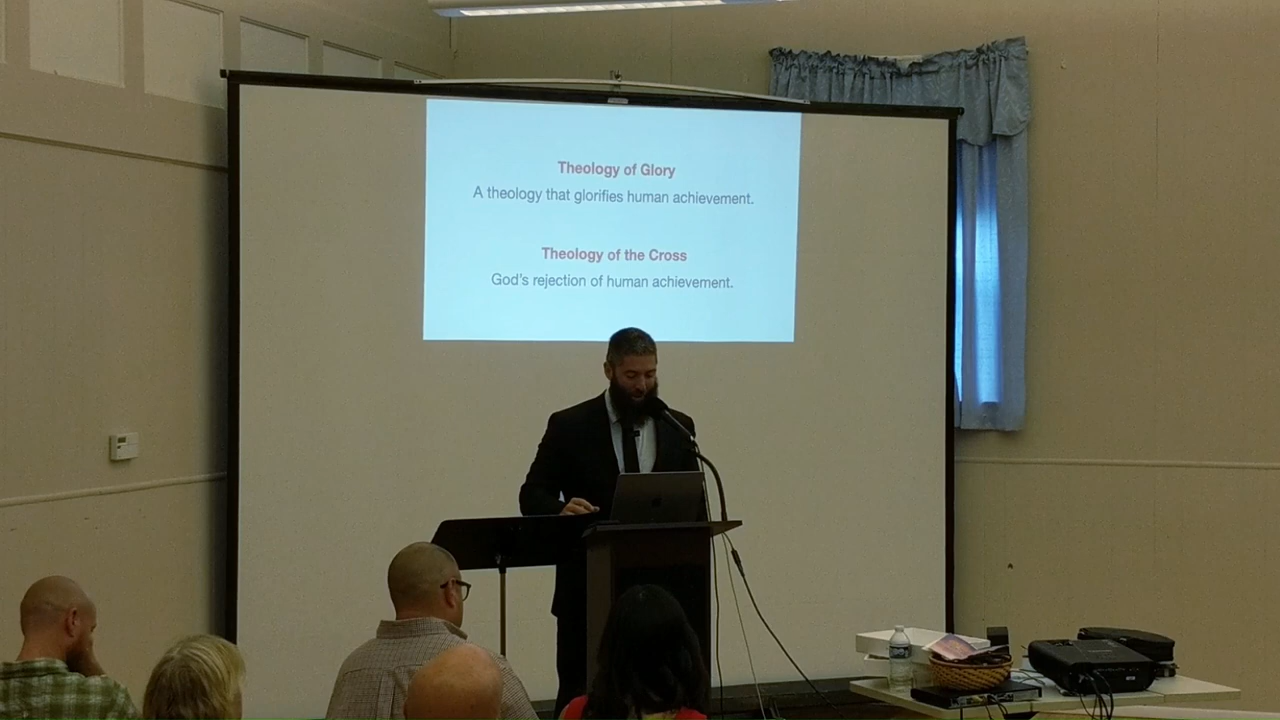 Theology of Glory
A theology that glorifies human achievement.
Theology of the Cross
God's rejection of human achievement.